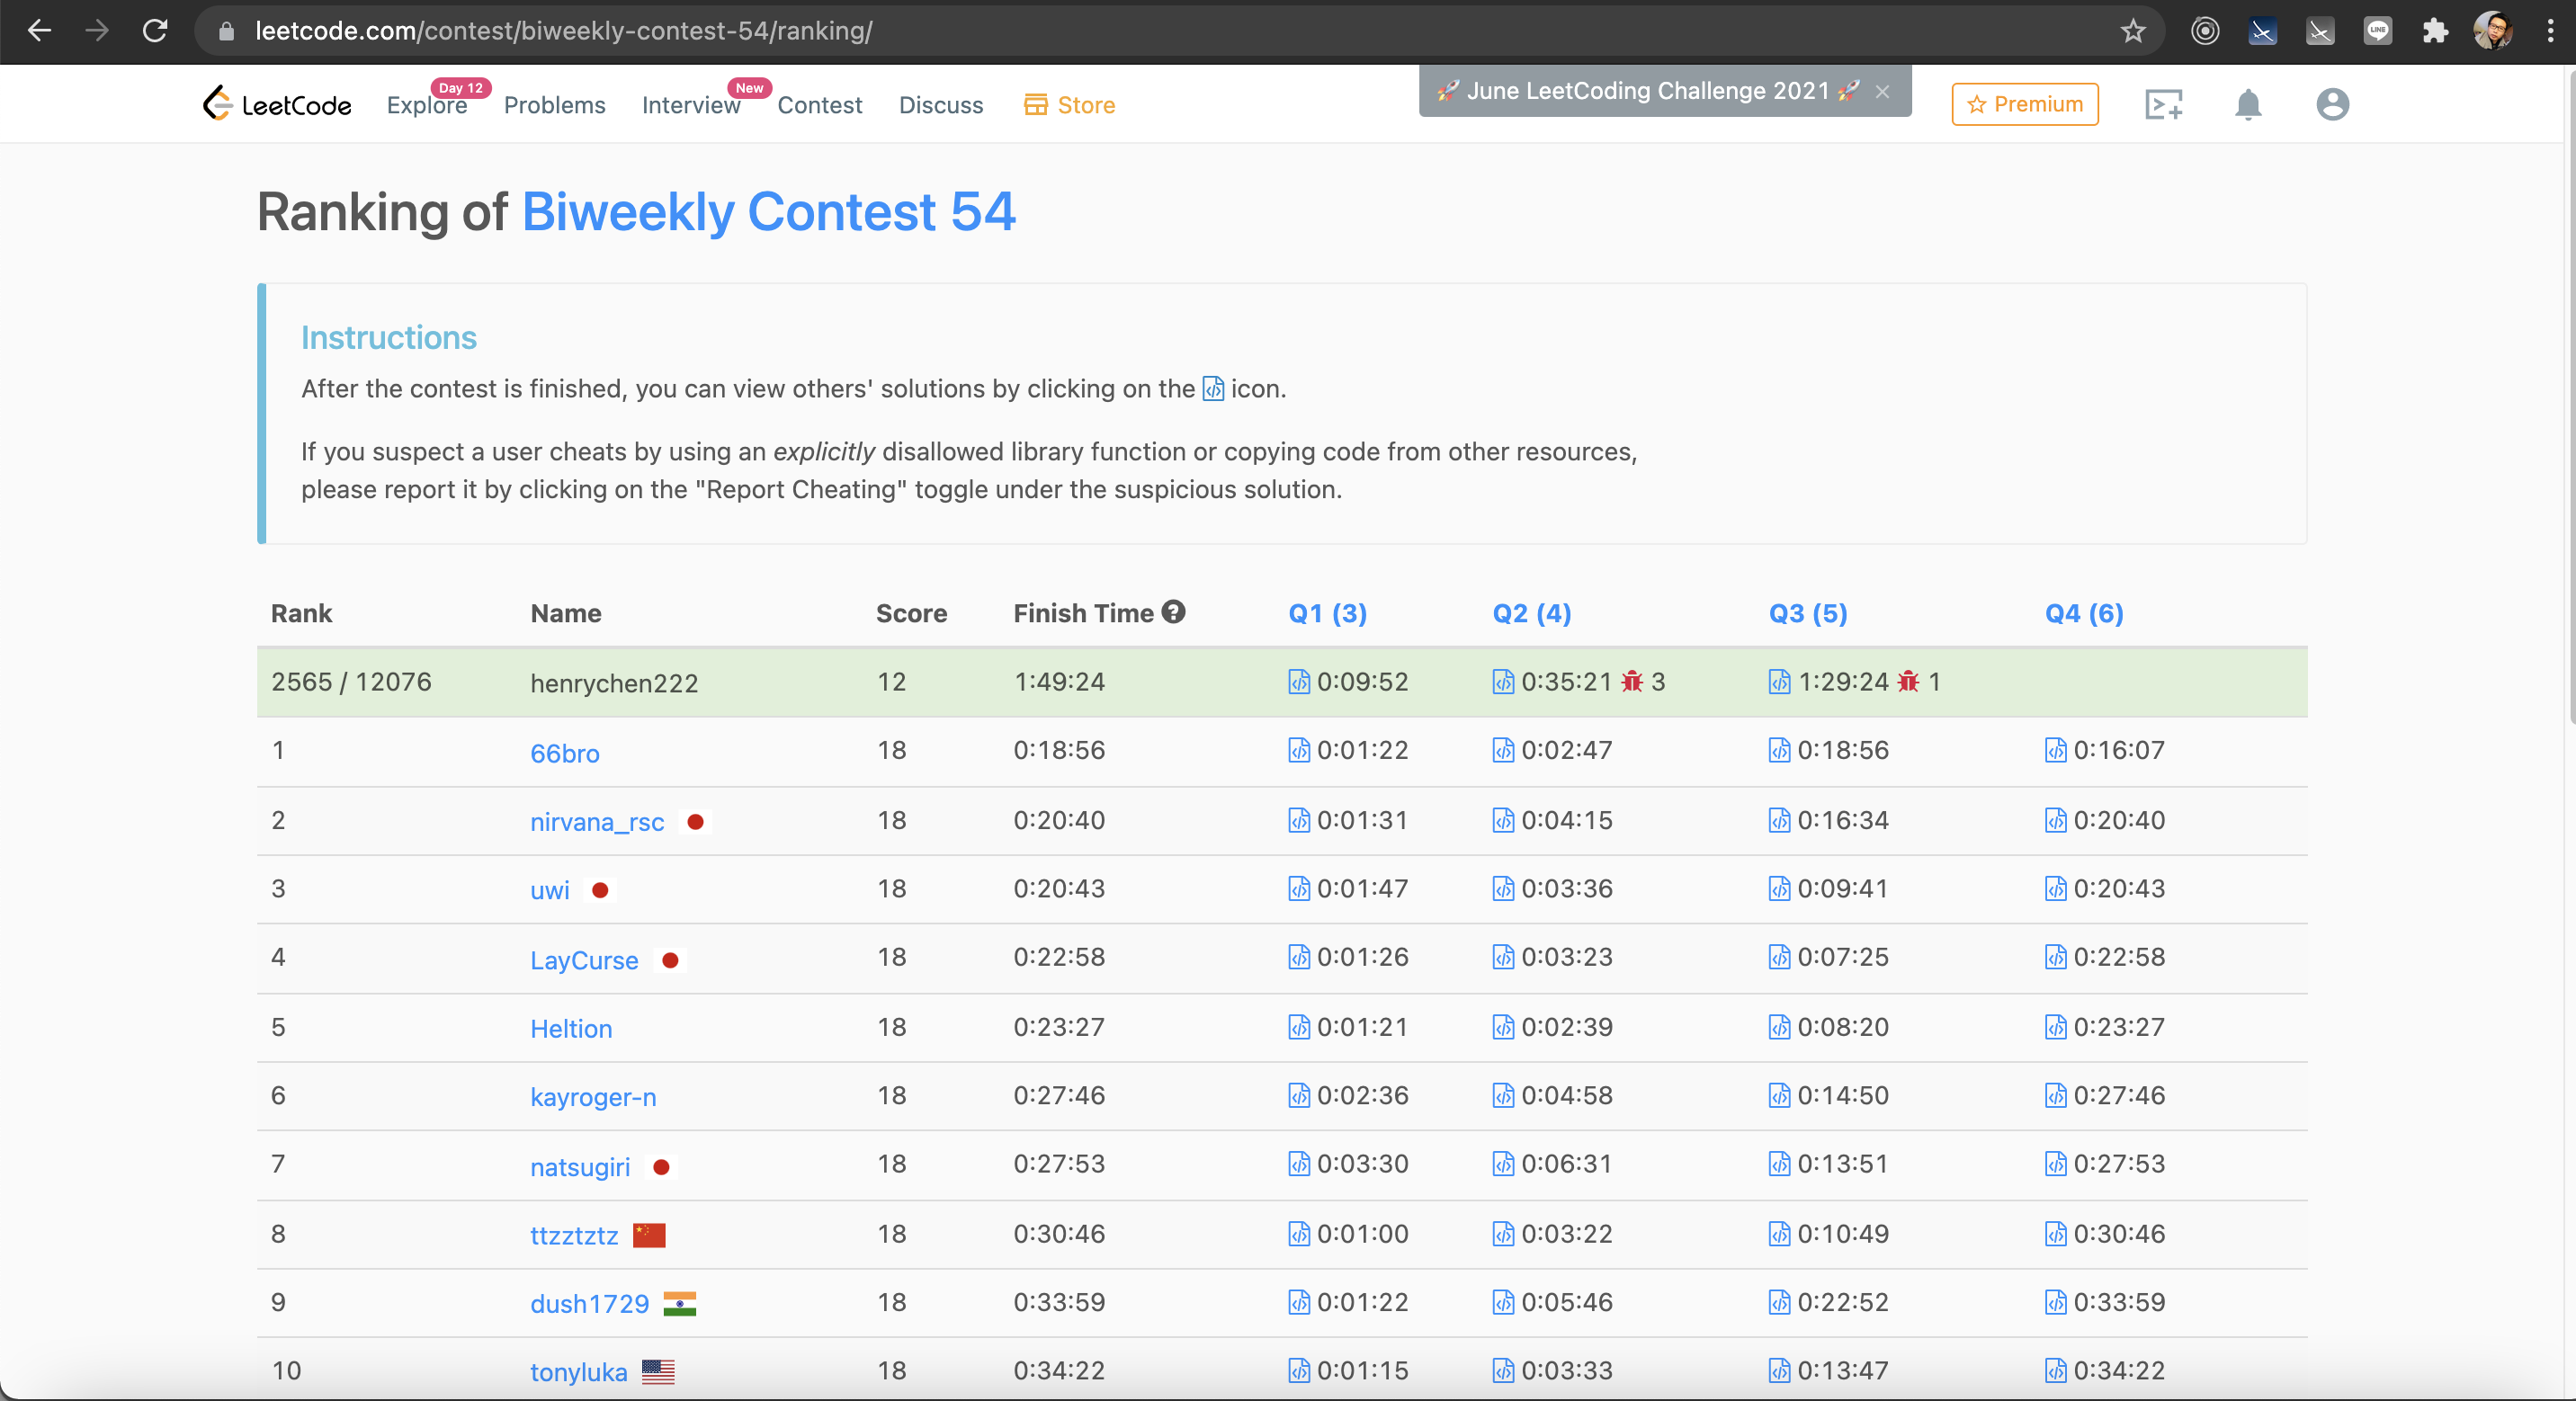 leetcode.com/contest/biweekly-contest-54/ranking/
LINE
LeetCode Explore Day 12 Problems Interview New Contest Discuss Store 🚀 June LeetCoding Challenge 2021 🚀 × Premium
Ranking of Biweekly Contest 54
Instructions
After the contest is finished, you can view others' solutions by clicking on the icon.
If you suspect a user cheats by using an explicitly disallowed library function or copying code from other resources,
please report it by clicking on the "Report Cheating" toggle under the suspicious solution.
Rank Name Score Finish Time Q1 (3) Q2 (4) Q3 (5) Q4 (6)
2565 / 12076 henrychen222 12 1:49:24 0:09:52 0:35:21 3 1:29:24 1
1 66bro 18 0:18:56 0:01:22 0:02:47 0:18:56 0:16:07
2 nirvana_rsc 18 0:20:40 0:01:31 0:04:15 0:16:34 0:20:40
3 uwi 18 0:20:43 0:01:47 0:03:36 0:09:41 0:20:43
4 LayCurse 18 0:22:58 0:01:26 0:03:23 0:07:25 0:22:58
5 Heltion 18 0:23:27 0:01:21 0:02:39 0:08:20 0:23:27
6 kayroger-n 18 0:27:46 0:02:36 0:04:58 0:14:50 0:27:46
7 natsugiri 18 0:27:53 0:03:30 0:06:31 0:13:51 0:27:53
8 ttzztztz 18 0:30:46 0:01:00 0:03:22 0:10:49 0:30:46
9 dush1729 18 0:33:59 0:01:22 0:05:46 0:22:52 0:33:59
10 tonyluka 18 0:34:22 0:01:15 0:03:33 0:13:47 0:34:22